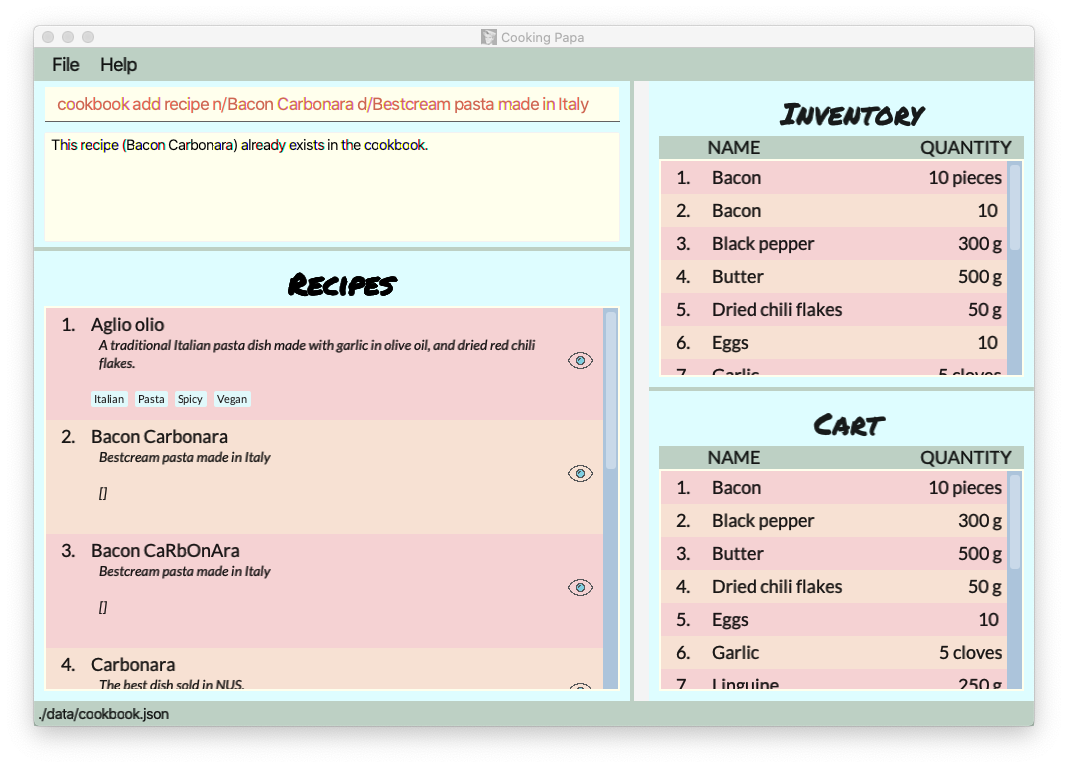 Cooking Papa
File Help
cookbook add recipe n/Bacon Carbonara d/Bestcream pasta made in Italy
This recipe (Bacon Carbonara) already exists in the cookbook.
Recipes
1. Aglio olio
A traditional Italian pasta dish made with garlic in olive oil, and dried red chili
flakes.
Italian Pasta Spicy Vegan
2. Bacon Carbonara
Bestcream pasta made in Italy
[]
3. Bacon CaRbOnAra
Bestcream pasta made in Italy
[]
4. Carbonara
The best dish sold in NUS.
Inventory
NAME QUANTITY
1. Bacon 10 pieces
2. Bacon 10
3. Black pepper 300 g
4. Butter 500 g
5. Dried chili flakes 50 g
6. Eggs 10
7. Garlic 5 cloves
Cart
NAME QUANTITY
1. Bacon 10 pieces
2. Black pepper 300 g
3. Butter 500 g
4. Dried chili flakes 50 g
5. Eggs 10
6. Garlic 5 cloves
7. Linguine 250 g
./data/cookbook.json